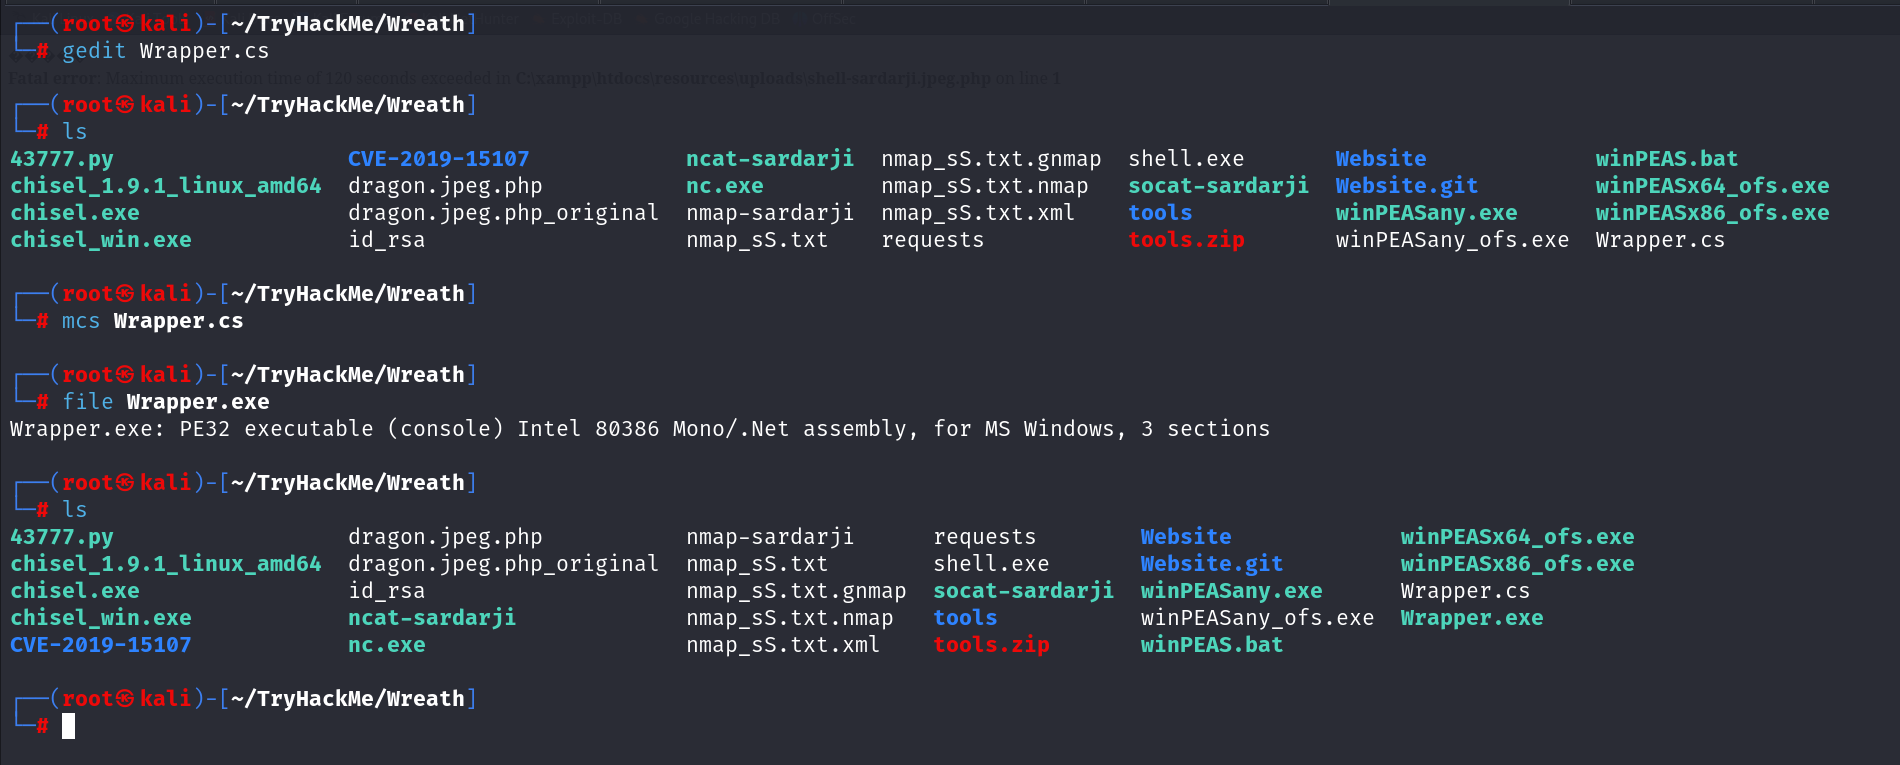 unter Exploit-DB Google Hacking DB OffSec
┌──(root㉿kali)-[~/TryHackMe/Wreath]
└─# gedit Wrapper.cs
Fatal error: Maximum execution time of 120 seconds exceeded in C:\xampp\htdocs\resources\uploads\shell-sardarji.jpeg.php on line 1
┌──(root㉿kali)-[~/TryHackMe/Wreath]
└─# ls
43777.py CVE-2019-15107 ncat-sardarji nmap_sS.txt.gnmap shell.exe Website winPEAS.bat
chisel_1.9.1_linux_amd64 dragon.jpeg.php nc.exe nmap_sS.txt.nmap socat-sardarji Website.git winPEASx64_ofs.exe
chisel.exe dragon.jpeg.php_original nmap-sardarji nmap_sS.txt.xml tools winPEASany.exe winPEASx86_ofs.exe
chisel_win.exe id_rsa nmap_sS.txt requests tools.zip winPEASany_ofs.exe Wrapper.cs
┌──(root㉿kali)-[~/TryHackMe/Wreath]
└─# mcs Wrapper.cs
┌──(root㉿kali)-[~/TryHackMe/Wreath]
└─# file Wrapper.exe
Wrapper.exe: PE32 executable (console) Intel 80386 Mono/.Net assembly, for MS Windows, 3 sections
┌──(root㉿kali)-[~/TryHackMe/Wreath]
└─# ls
43777.py dragon.jpeg.php nmap-sardarji requests Website winPEASx64_ofs.exe
chisel_1.9.1_linux_amd64 dragon.jpeg.php_original nmap_sS.txt shell.exe Website.git winPEASx86_ofs.exe
chisel.exe id_rsa nmap_sS.txt.gnmap socat-sardarji winPEASany.exe Wrapper.cs
chisel_win.exe ncat-sardarji nmap_sS.txt.nmap tools winPEASany_ofs.exe Wrapper.exe
CVE-2019-15107 nc.exe nmap_sS.txt.xml tools.zip winPEAS.bat
┌──(root㉿kali)-[~/TryHackMe/Wreath]
└─#